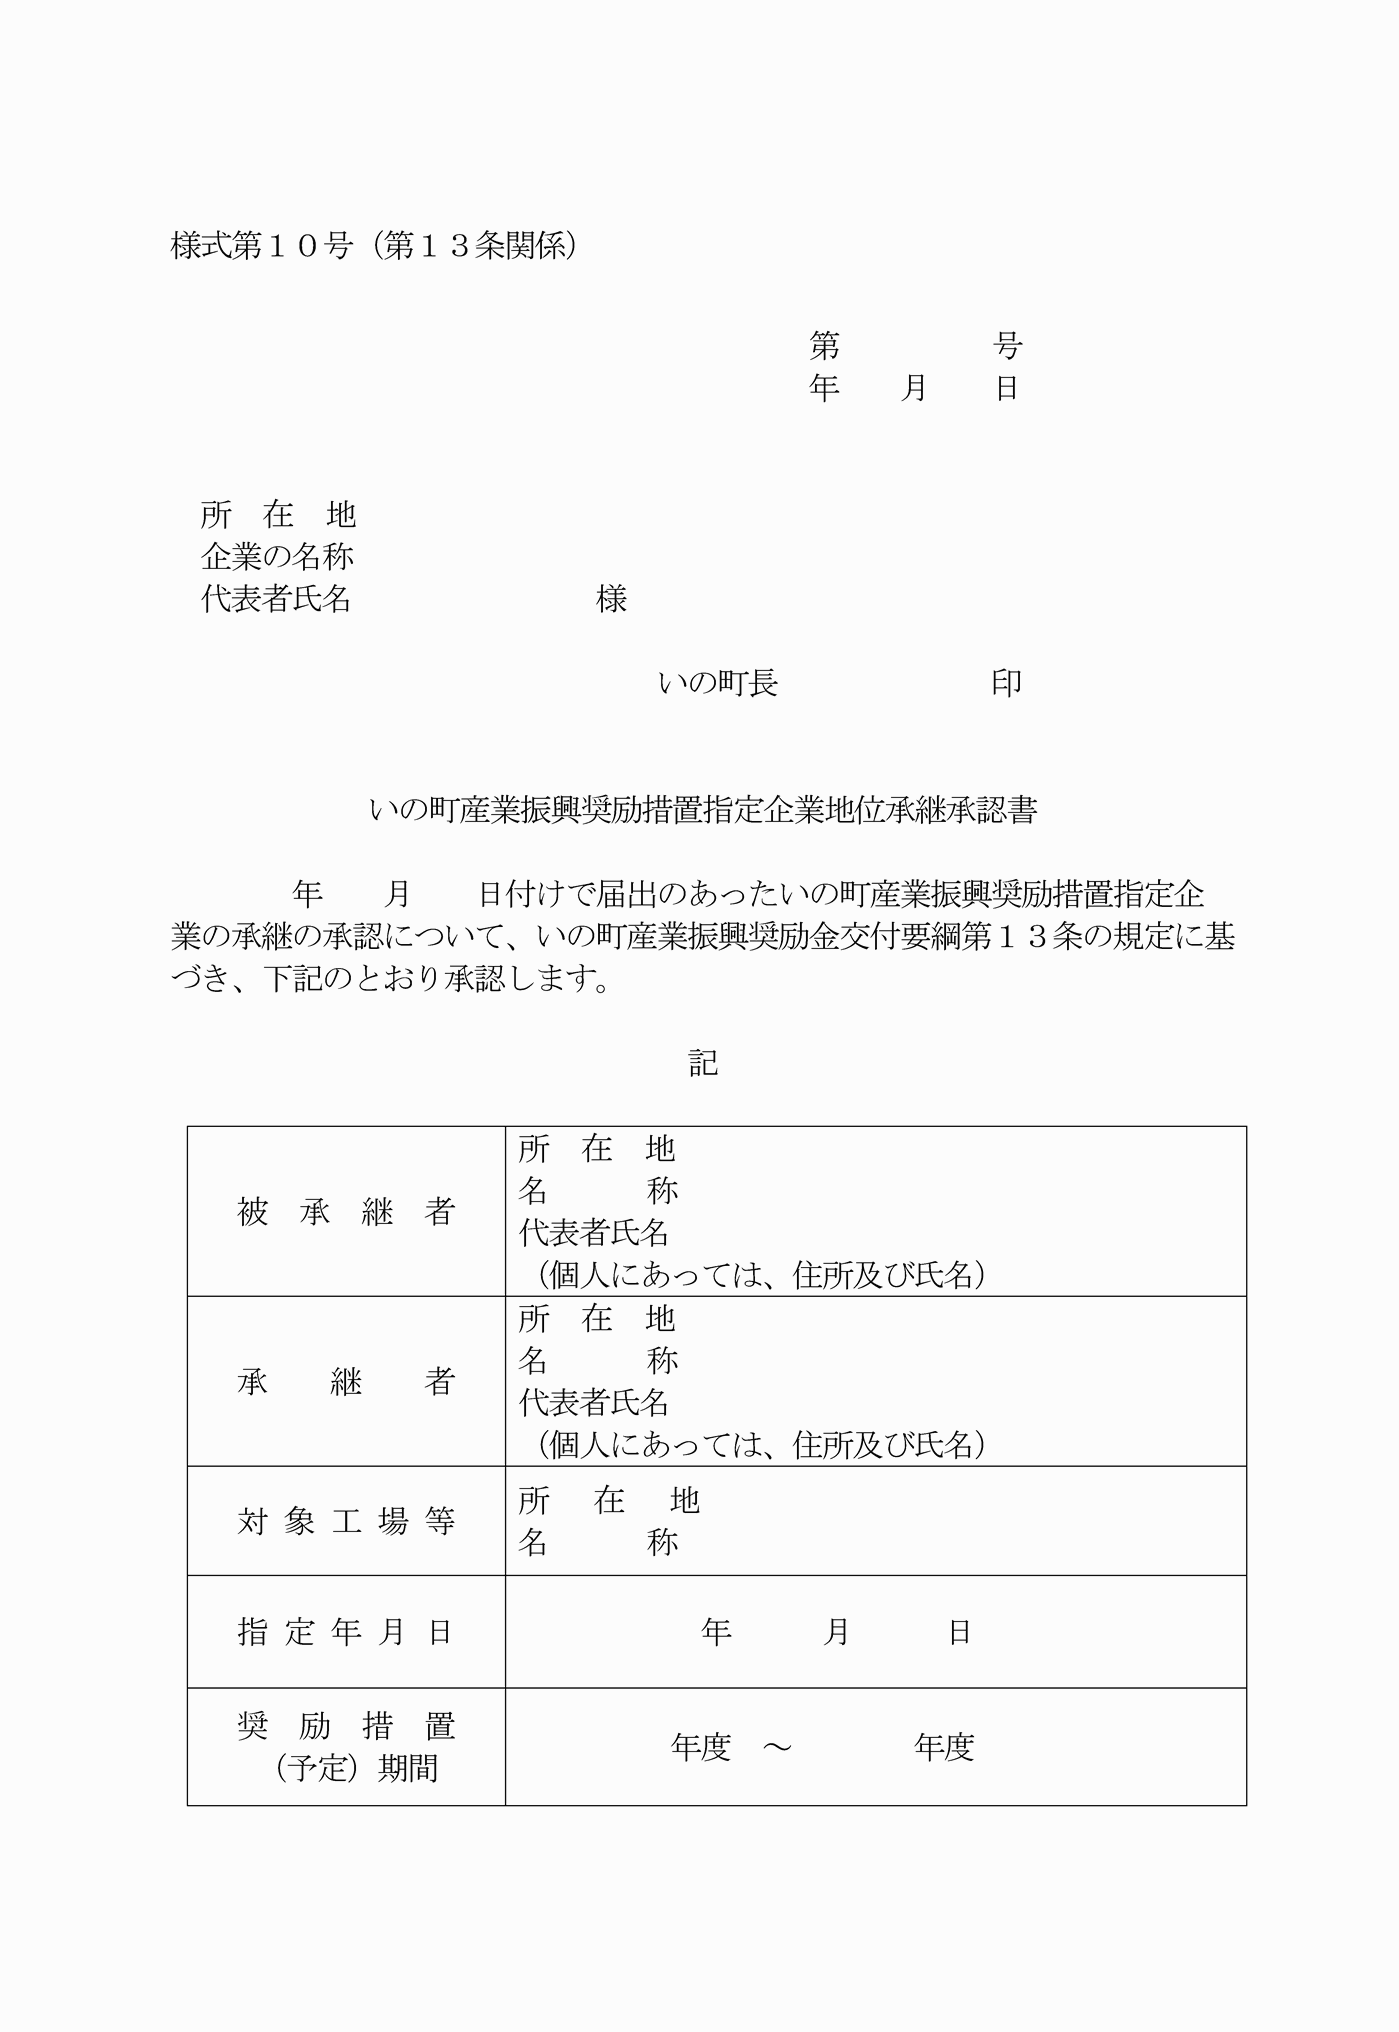 様式第１０号（第１３条関係）
第　　　　　号
年　　月　　日
所　在　地
企業の名称
代表者氏名　　　　　　　　様
いの町長　　　　　　　印
いの町産業振興奨励措置指定企業地位承継承認書
年　　月　　日付けで届出のあったいの町産業振興奨励措置指定企
業の承継の承認について、いの町産業振興奨励金交付要綱第１３条の規定に基
づき、下記のとおり承認します。
記
被　承　継　者
所　在　地
名　　　称
代表者氏名
（個人にあっては、住所及び氏名）
承　　継　　者
所　在　地
名　　　称
代表者氏名
（個人にあっては、住所及び氏名）
対 象 工 場 等
所　在　地
名　　　称
指 定 年 月 日
年　　　月　　　日
奨　励　措　置
（予定）期間
年度　～　　　　年度